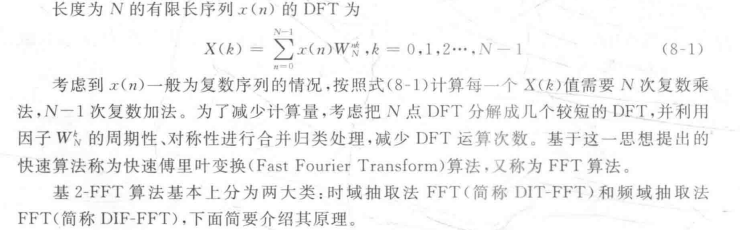 长度为 N 的有限长序列 x(n) 的 DFT 为
X(k) = ∑_{n=0}^{N-1} x(n)W_N^{nk}, k = 0,1,2⋯,N−1 (8-1)
考虑到 x(n)一般为复数序列的情况,按照式(8-1)计算每一个 X(k)值需要 N 次复数乘
法,N−1 次复数加法。为了减少计算量,考虑把 N 点 DFT 分解成几个较短的 DFT,并利用
因子 W_N^k 的周期性、对称性进行合并归类处理,减少 DFT 运算次数。基于这一思想提出的
快速算法称为快速傅里叶变换(Fast Fourier Transform)算法,又称为 FFT 算法。
基 2-FFT 算法基本上分为两大类:时域抽取法 FFT(简称 DIT-FFT)和频域抽取法
FFT(简称 DIF-FFT),下面简要介绍其原理。